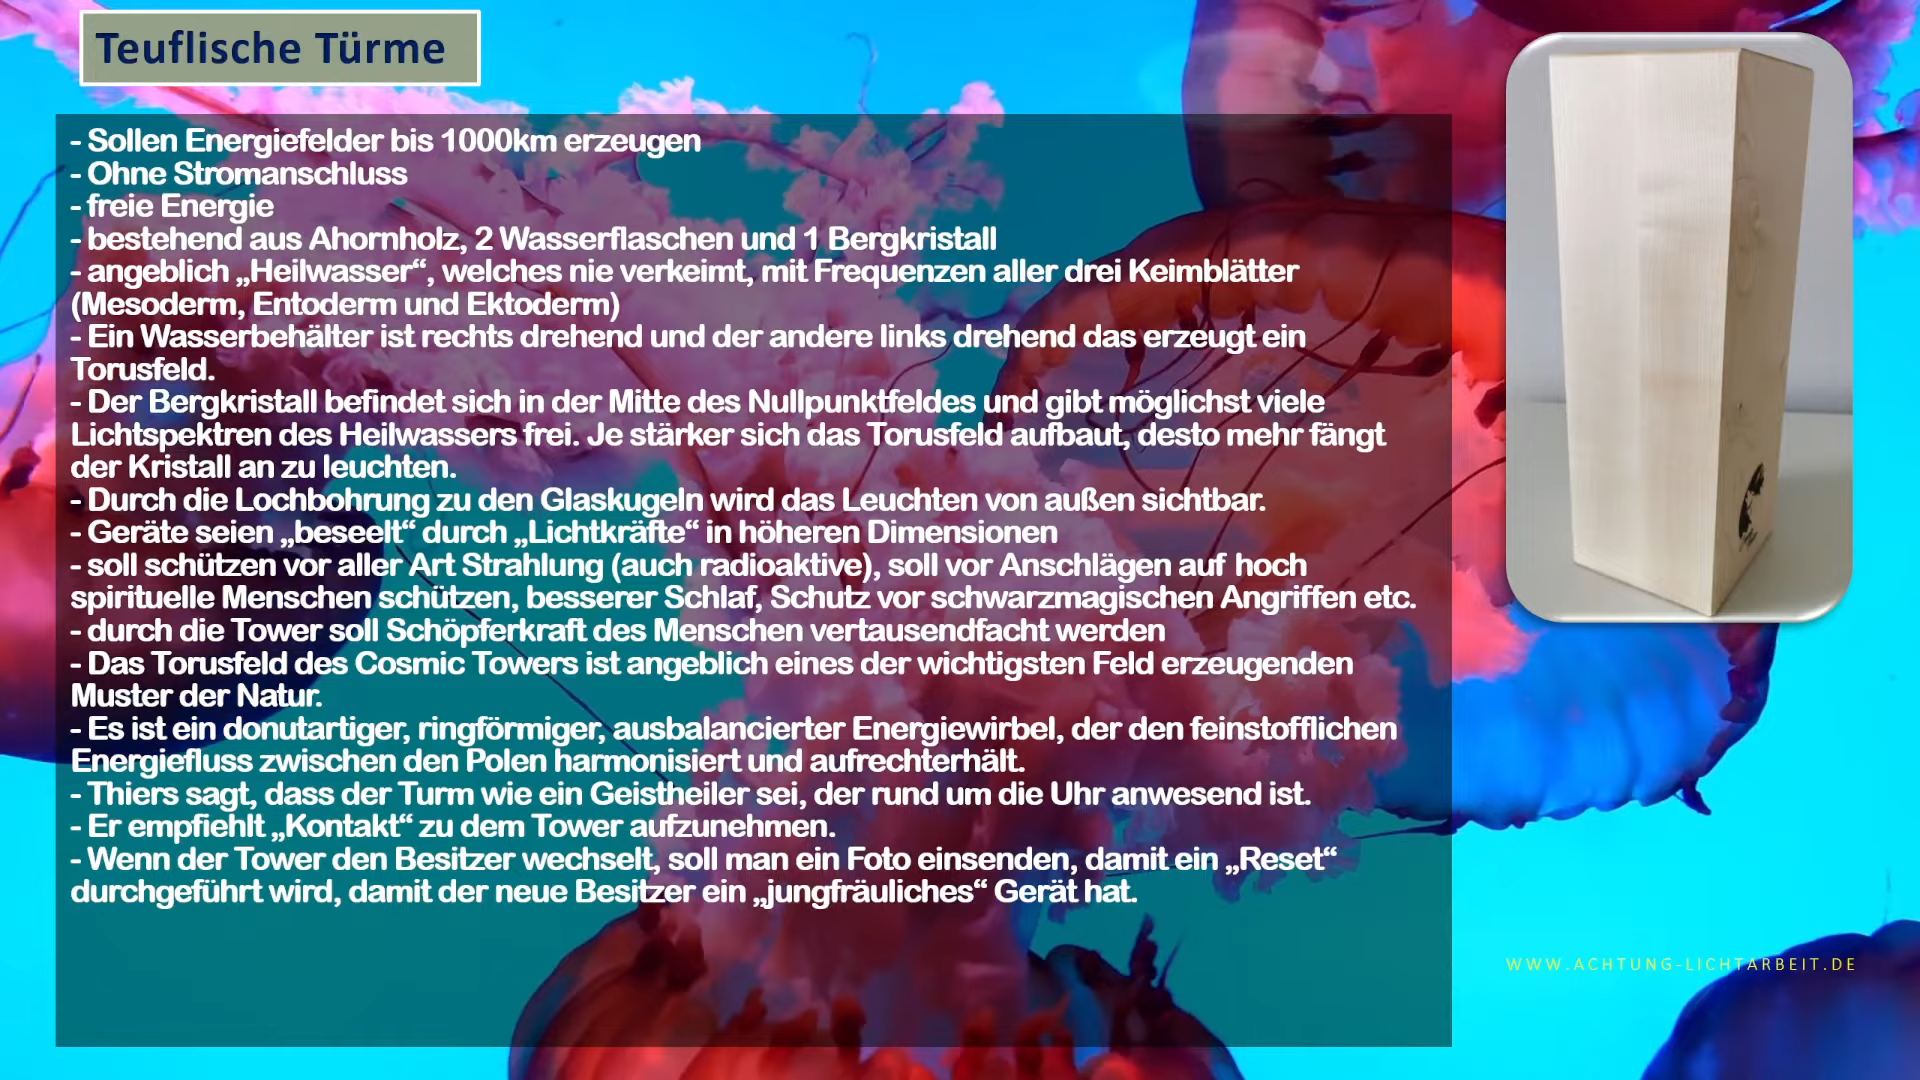 Teuflische Türme
- Sollen Energiefelder bis 1000km erzeugen
- Ohne Stromanschluss
- freie Energie
- bestehend aus Ahornholz, 2 Wasserflaschen und 1 Bergkristall
- angeblich „Heilwasser“, welches nie verkeimt, mit Frequenzen aller drei Keimblätter
(Mesoderm, Entoderm und Ektoderm)
- Ein Wasserbehälter ist rechts drehend und der andere links drehend das erzeugt ein
Torusfeld.
- Der Bergkristall befindet sich in der Mitte des Nullpunktfeldes und gibt möglichst viele
Lichtspektren des Heilwassers frei. Je stärker sich das Torusfeld aufbaut, desto mehr fängt
der Kristall an zu leuchten.
- Durch die Lochbohrung zu den Glaskugeln wird das Leuchten von außen sichtbar.
- Geräte seien „beseelt“ durch „Lichtkräfte“ in höheren Dimensionen
- soll schützen vor aller Art Strahlung (auch radioaktive), soll vor Anschlägen auf hoch
spirituelle Menschen schützen, besserer Schlaf, Schutz vor schwarzmagischen Angriffen etc.
- durch die Tower soll Schöpferkraft des Menschen vertausendfacht werden
- Das Torusfeld des Cosmic Towers ist angeblich eines der wichtigsten Feld erzeugenden
Muster der Natur.
- Es ist ein donutartiger, ringförmiger, ausbalancierter Energiewirbel, der den feinstofflichen
Energiefluss zwischen den Polen harmonisiert und aufrechterhält.
- Thiers sagt, dass der Turm wie ein Geistheiler sei, der rund um die Uhr anwesend ist.
- Er empfiehlt „Kontakt“ zu dem Tower aufzunehmen.
- Wenn der Tower den Besitzer wechselt, soll man ein Foto einsenden, damit ein „Reset“
durchgeführt wird, damit der neue Besitzer ein „jungfräuliches“ Gerät hat.
WWW.ACHTUNG-LICHTARBEIT.DE